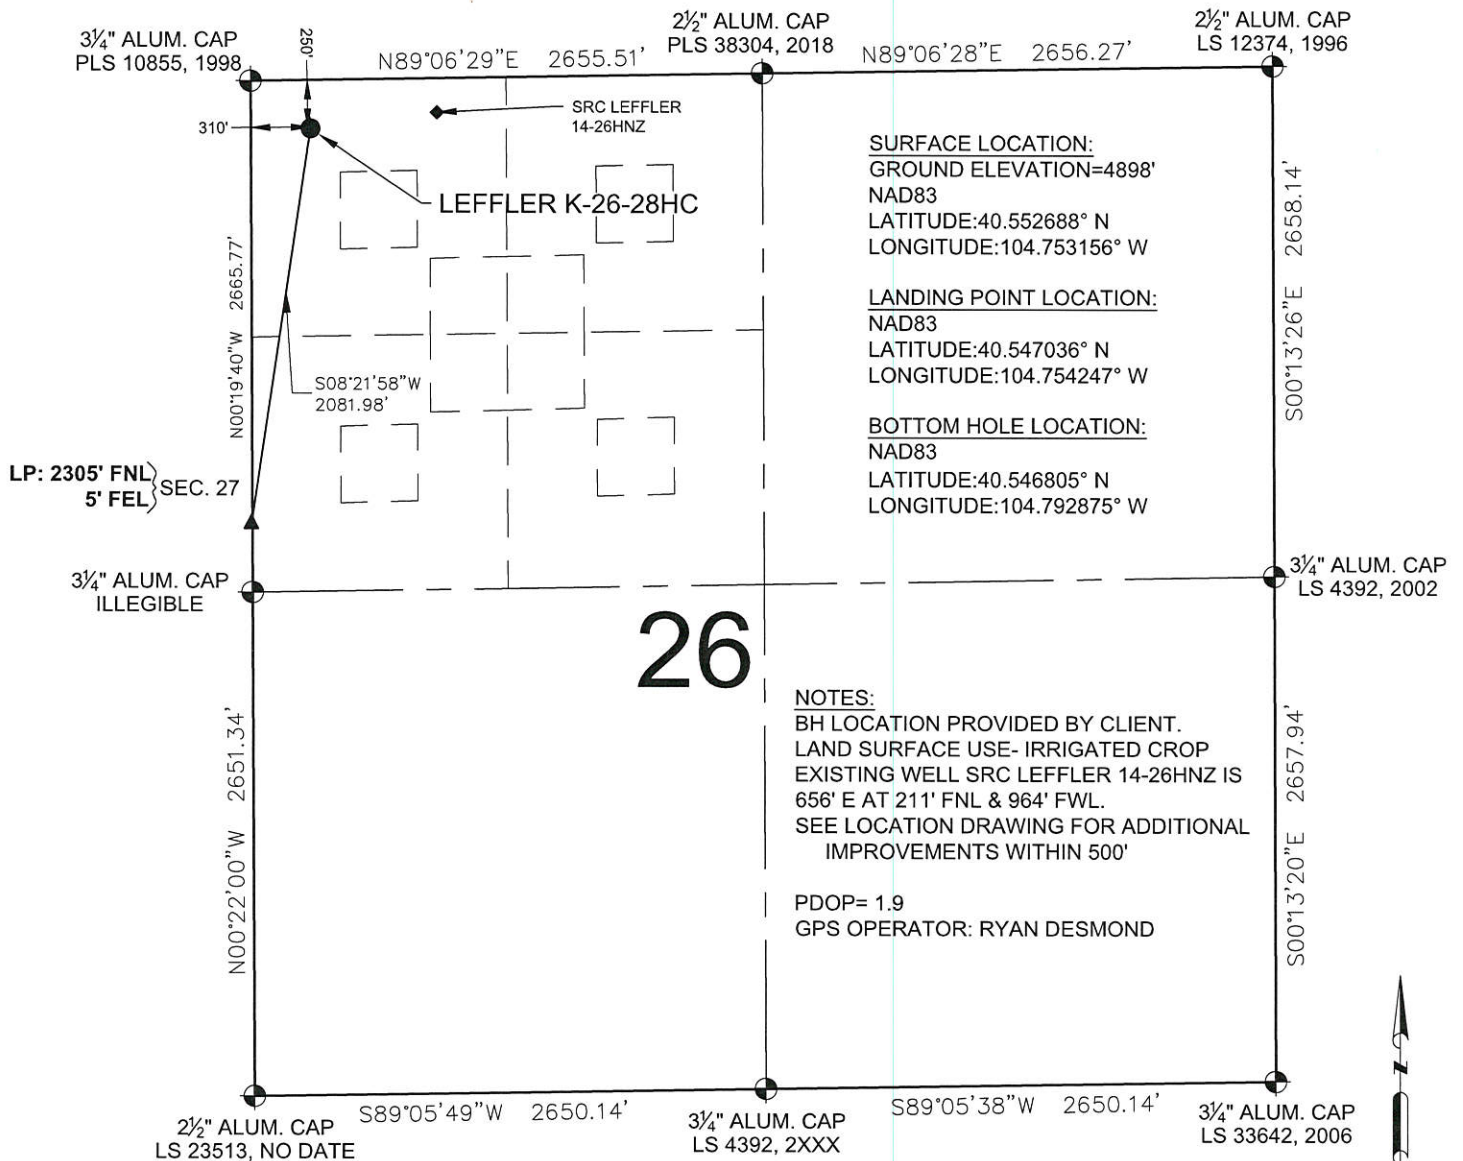 3¼" ALUM. CAP
PLS 10855, 1998
250'
N89°06'29"E 2655.51'
2½" ALUM. CAP
PLS 38304, 2018
N89°06'28"E 2656.27'
2½" ALUM. CAP
LS 12374, 1996
310'
SRC LEFFLER
14-26HNZ
LEFFLER K-26-28HC
SURFACE LOCATION:
GROUND ELEVATION=4898'
NAD83
LATITUDE:40.552688° N
LONGITUDE:104.753156° W
LANDING POINT LOCATION:
NAD83
LATITUDE:40.547036° N
LONGITUDE:104.754247° W
BOTTOM HOLE LOCATION:
NAD83
LATITUDE:40.546805° N
LONGITUDE:104.792875° W
N00°19'40"W 2665.77'
S08°21'58"W
2081.98'
S00°13'26"E 2658.14'
LP: 2305' FNL
5' FEL
SEC. 27
3¼" ALUM. CAP
ILLEGIBLE
3¼" ALUM. CAP
LS 4392, 2002
26
NOTES:
BH LOCATION PROVIDED BY CLIENT.
LAND SURFACE USE- IRRIGATED CROP
EXISTING WELL SRC LEFFLER 14-26HNZ IS
656' E AT 211' FNL & 964' FWL.
SEE LOCATION DRAWING FOR ADDITIONAL
IMPROVEMENTS WITHIN 500'
PDOP= 1.9
GPS OPERATOR: RYAN DESMOND
N00°22'00"W 2651.34'
S00°13'20"E 2657.94'
S89°05'49"W 2650.14'
S89°05'38"W 2650.14'
2½" ALUM. CAP
LS 23513, NO DATE
3¼" ALUM. CAP
LS 4392, 2XXX
3¼" ALUM. CAP
LS 33642, 2006
N